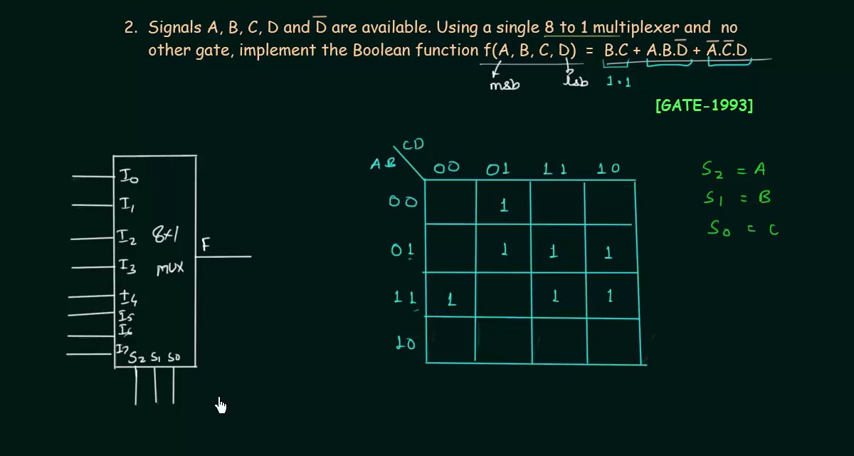 2. Signals A, B, C, D and D̅ are available. Using a single 8 to 1 multiplexer and no
other gate, implement the Boolean function f(A, B, C, D) = B.C + A.B.D̅ + A̅.C̅.D
msb lsb 1.1
[GATE-1993]
CD
AB 00 01 11 10
00 1
01 1 1 1
11 1 1 1
10
S2 = A
S1 = B
S0 = C
I0
I1
I2 8x1
F
I3 mux
I4
I5
I6
I7 S2 S1 S0